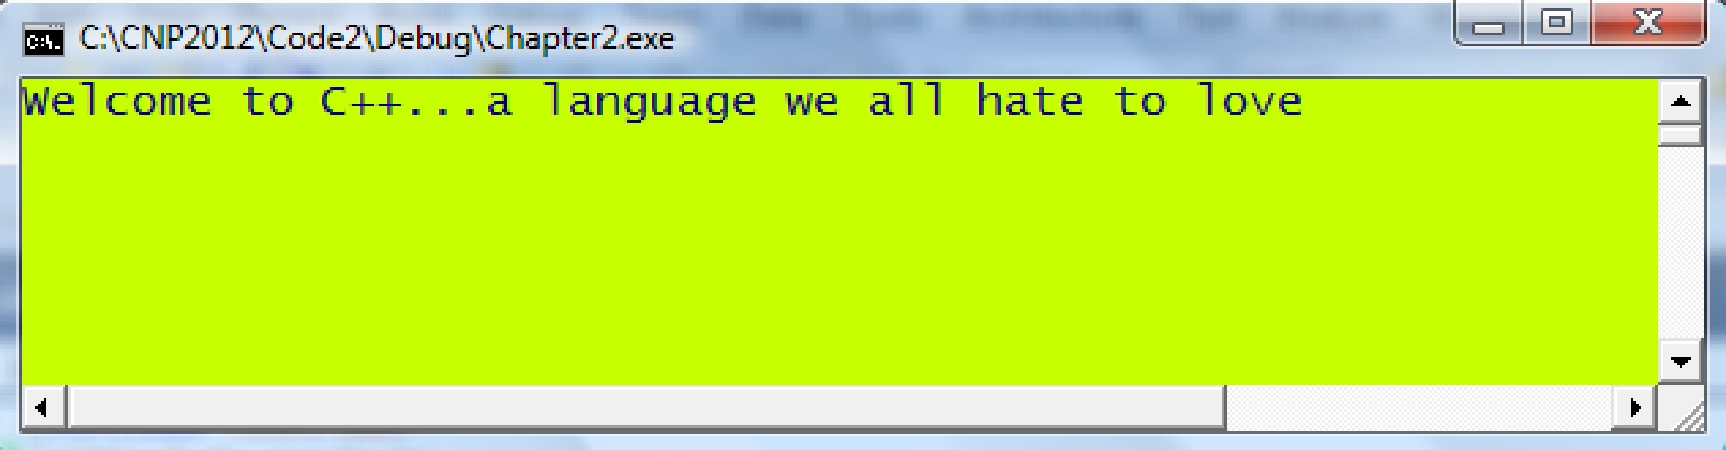 C:\CNP2012\Code2\Debug\Chapter2.exe
Welcome to C++...a language we all hate to love